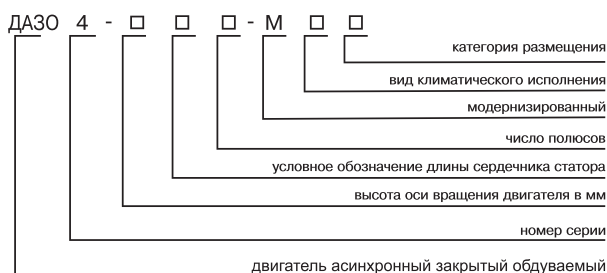 ДАЗО 4 - □ □ □ - М □ □
категория размещения
вид климатического исполнения
модернизированный
число полюсов
условное обозначение длины сердечника статора
высота оси вращения двигателя в мм
номер серии
двигатель асинхронный закрытый обдуваемый